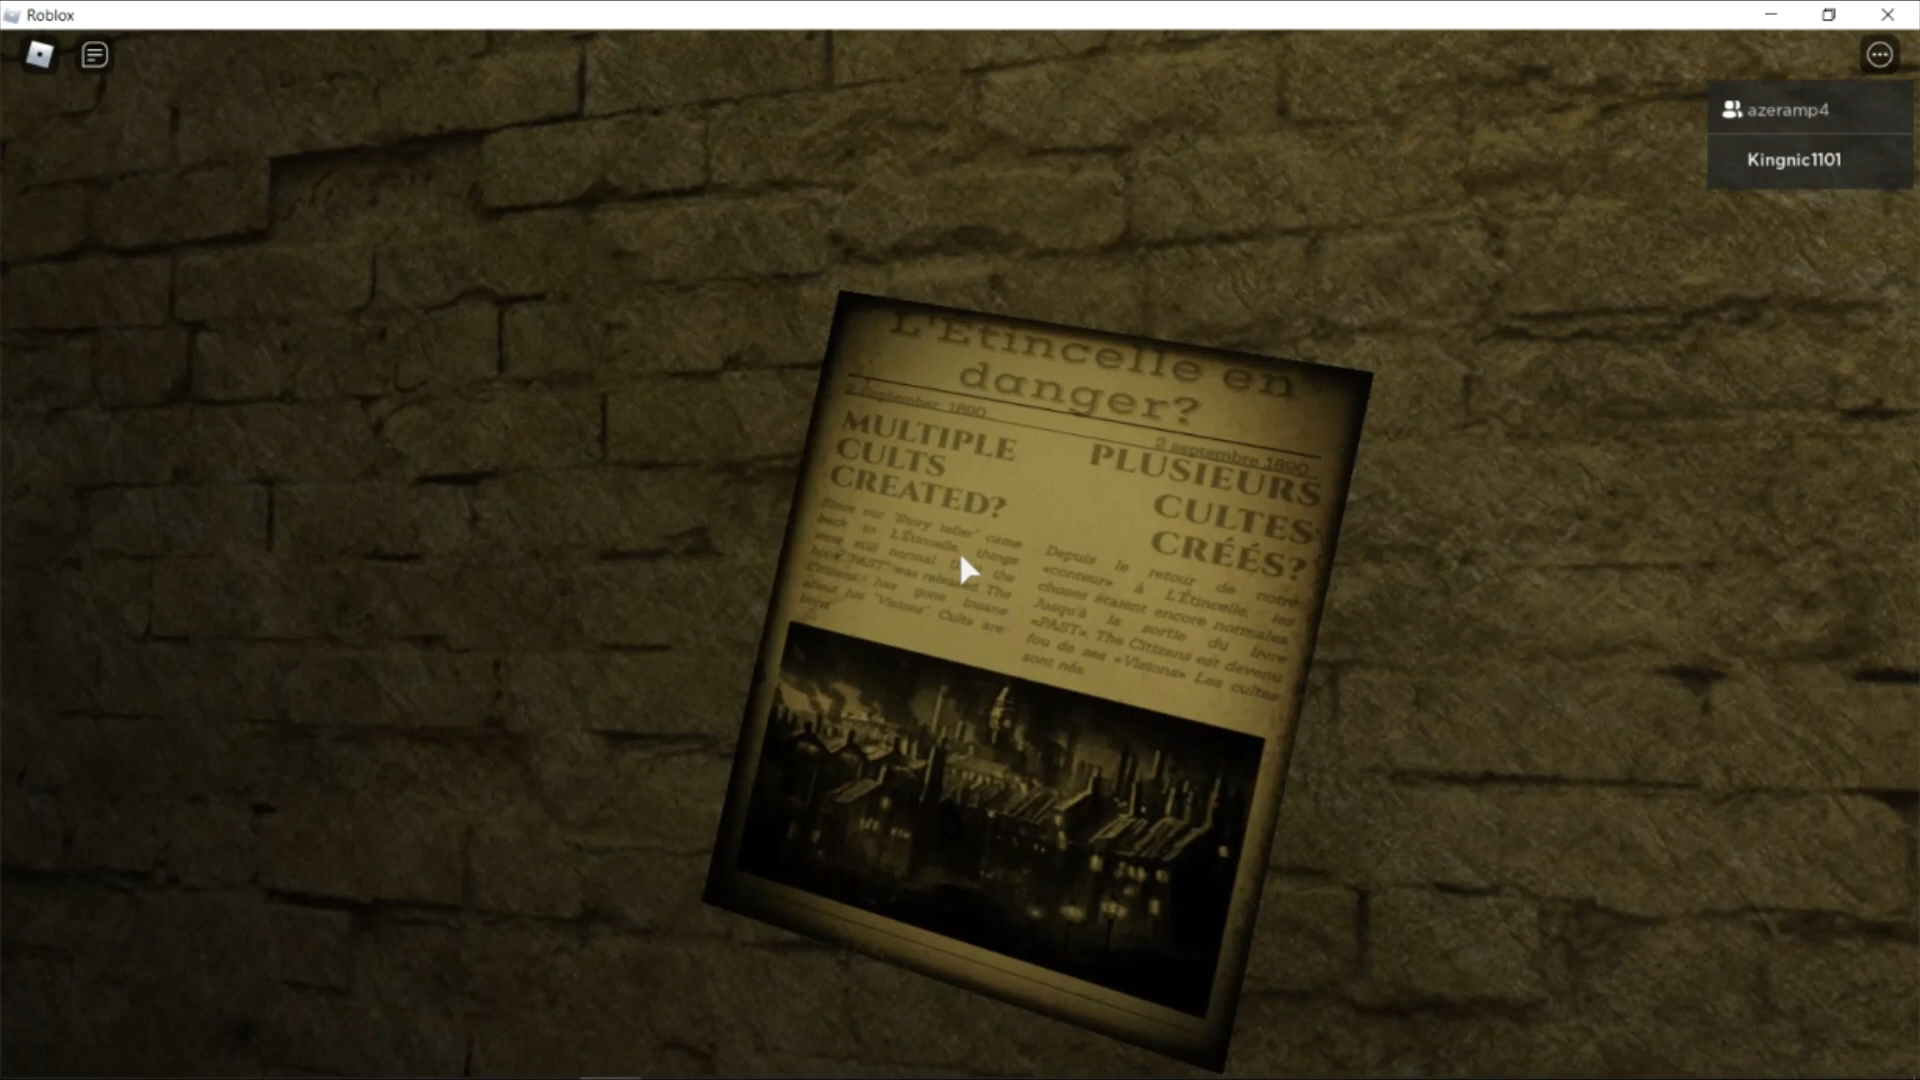 Roblox
azeramp4
Kingnic1101
L'Étincelle en
danger?
september 1890
2 septembre 1890
MULTIPLE
CULTS
CREATED?
Since our "Story teller" came
back to L'Étincelle, things
were still normal the
book "PAST" was released. The
Citizens has gone insane
about his "Visions". Cults are
born
PLUSIEURS
CULTES
CRÉÉS?
Depuis le retour de notre
«conteur» à L'Étincelle, les
choses étaient encore normales
Jusqu'à la sortie du livre
«PAST». The Citizens est devenu
fou de ses «Visions» Les cultes
sont nés